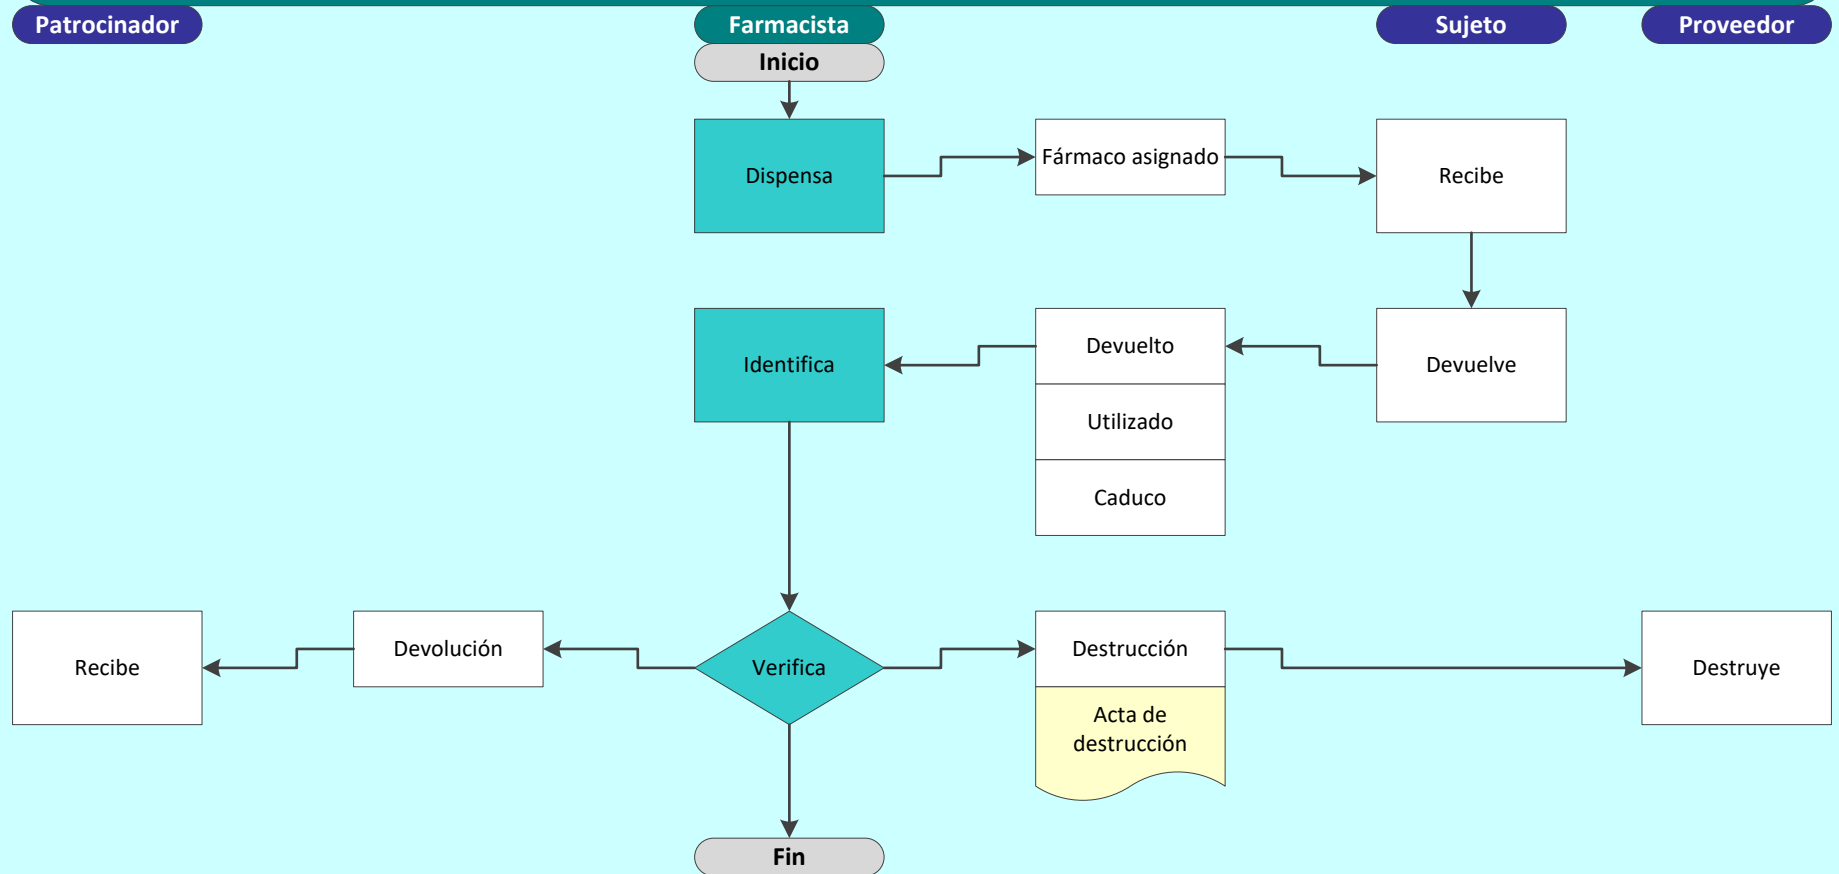 Patrocinador
Farmacista
Sujeto
Proveedor
Inicio
Dispensa
Fármaco asignado
Recibe
Identifica
Devuelto
Devuelve
Utilizado
Caduco
Recibe
Devolución
Verifica
Destrucción
Destruye
Acta de
destrucción
Fin